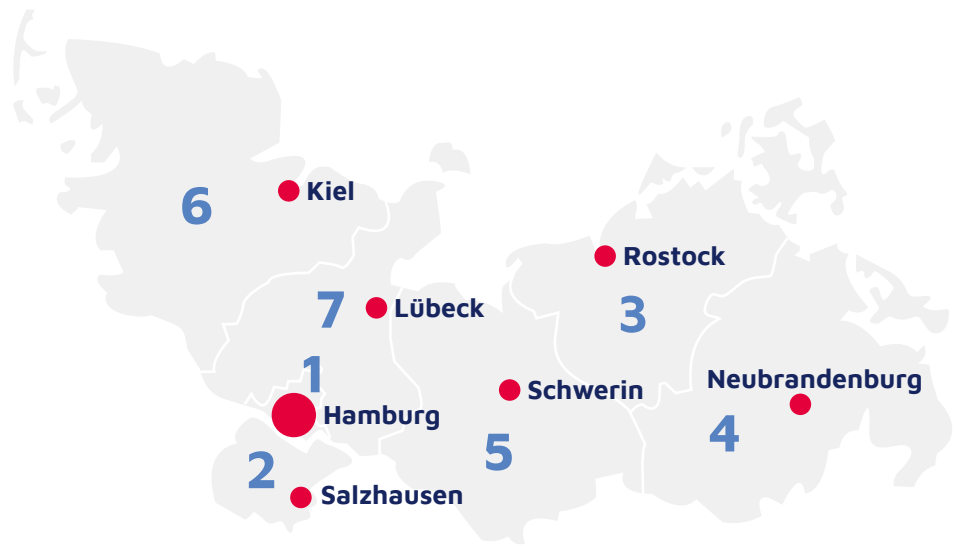 6
Kiel
Rostock
7
Lübeck
3
1
Neubrandenburg
Schwerin
Hamburg
4
5
2
Salzhausen